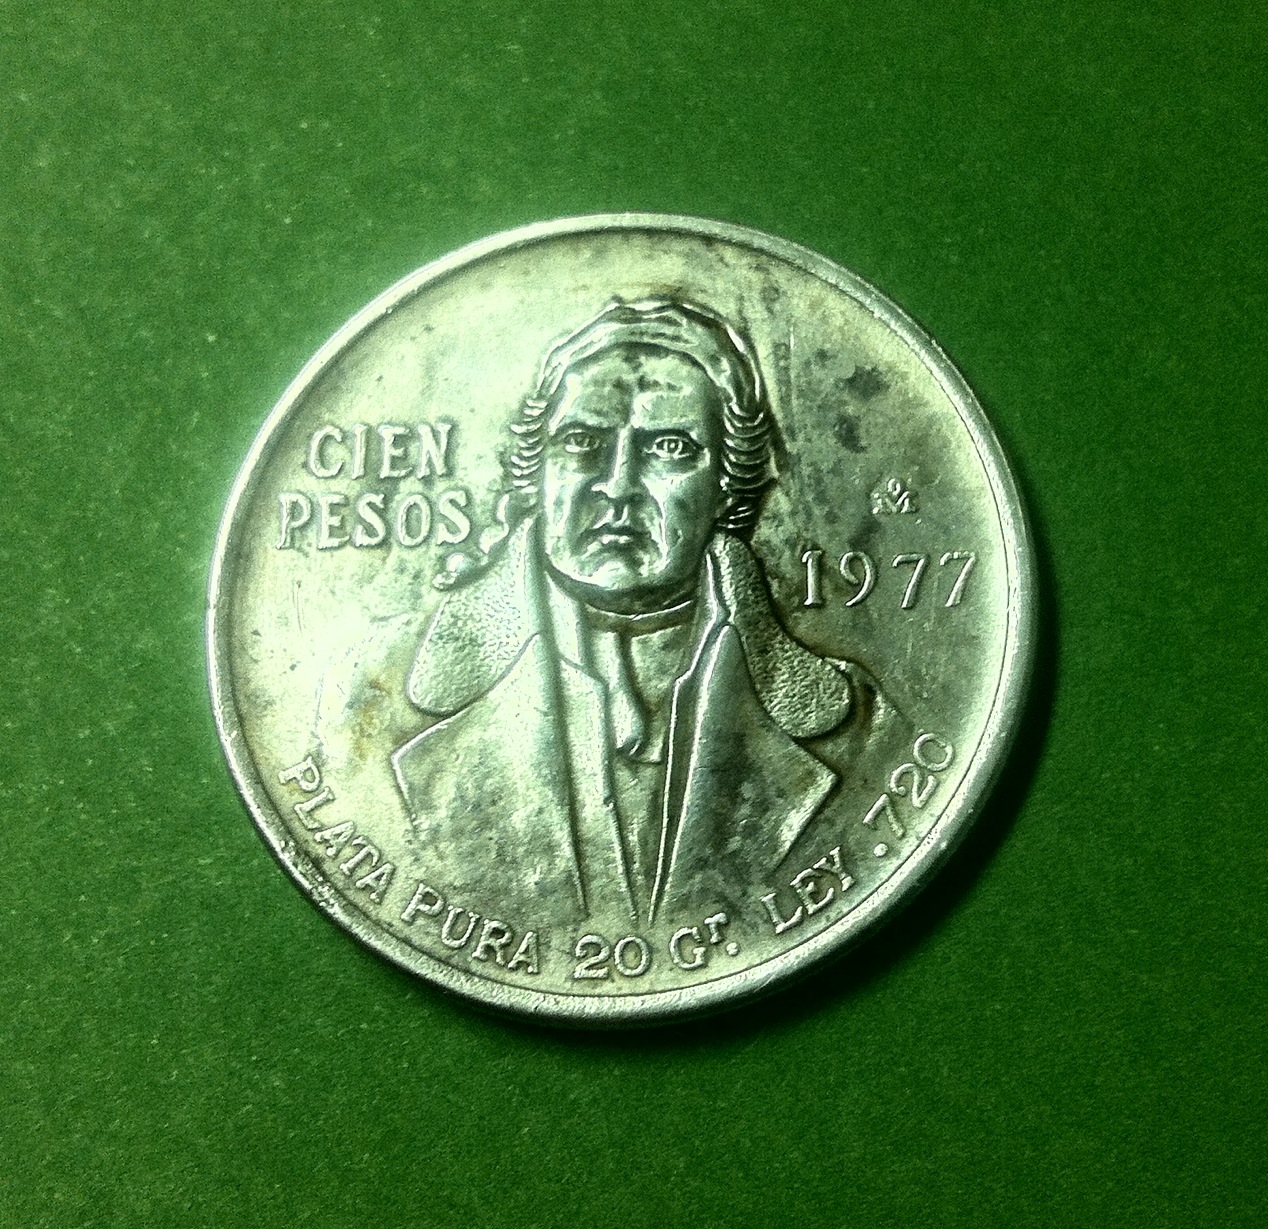 CIEN
PESOS
1977
PLATA PURA 20 Gr. LEY .720